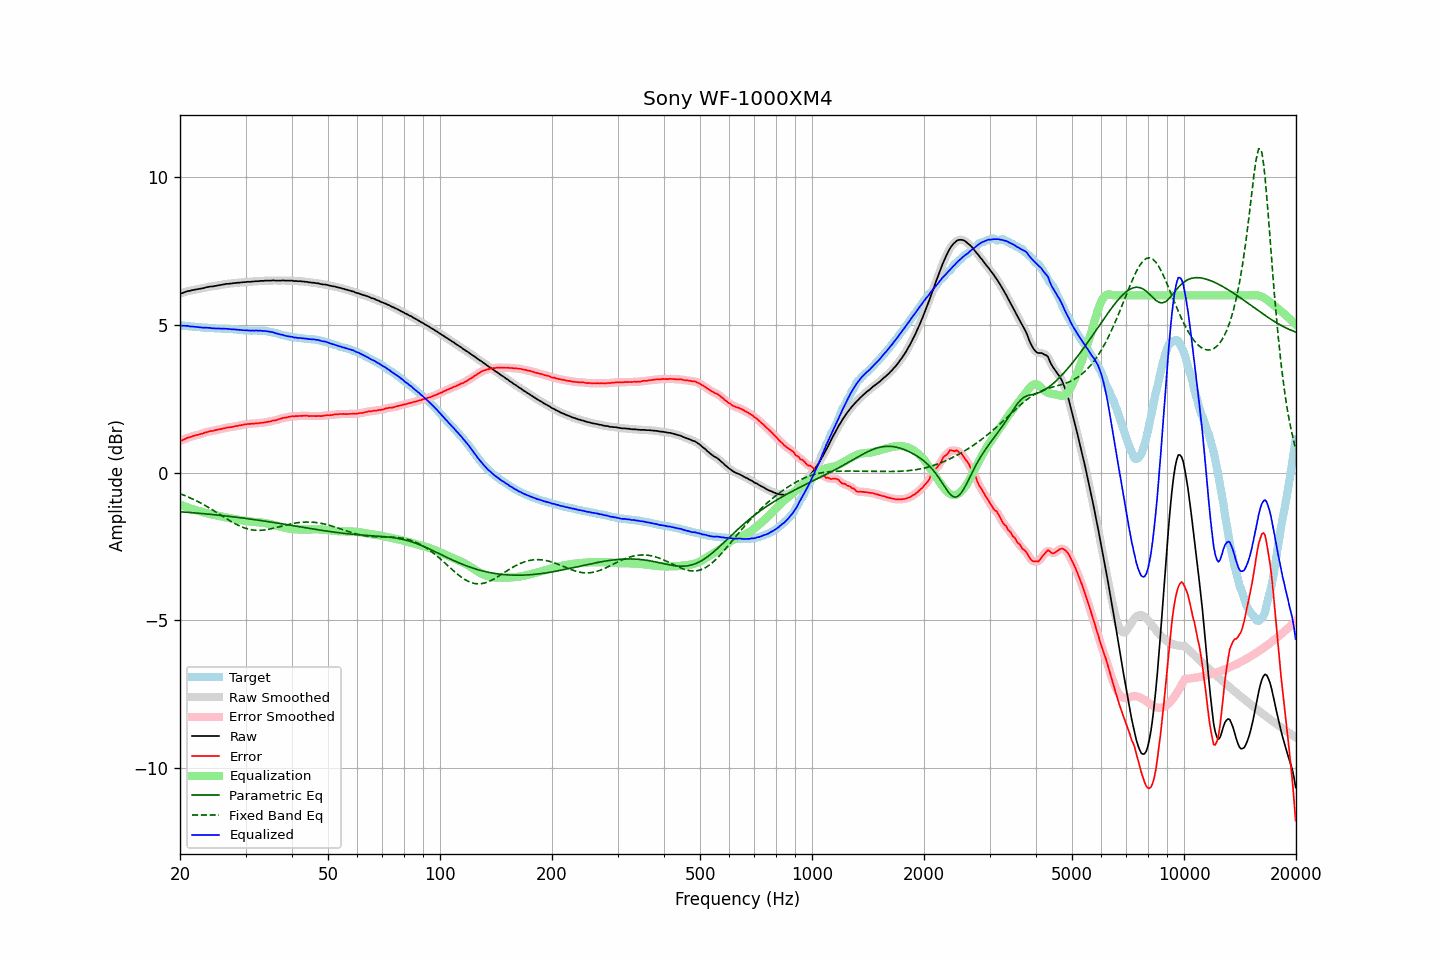 Sony WF-1000XM4
Amplitude (dBr)
10
5
0
−5
−10
Target
Raw Smoothed
Error Smoothed
Raw
Error
Equalization
Parametric Eq
Fixed Band Eq
Equalized
20 50 100 200 500 1000 2000 5000 10000 20000
Frequency (Hz)